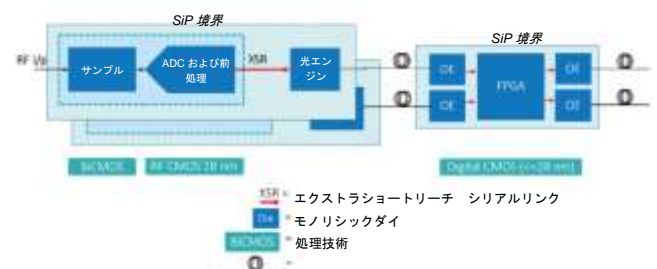 SiP 境界
SiP 境界
RF I/o
サンプル
ADC および前
処理
XSR
光エン
ジン
OE
OE
FPGA
OE
OE
BiCMOS
RF CMOS 28 nm
Digital CMOS (<=28 nm)
XSR = エクストラショートリーチ シリアルリンク
Die = モノリシックダイ
BiCMOS = 処理技術
=